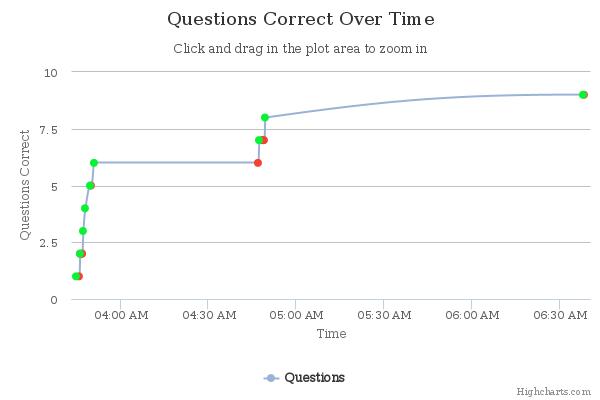 Questions Correct Over Time
Click and drag in the plot area to zoom in
Questions Correct
10
7.5
5
2.5
0
04:00 AM 04:30 AM 05:00 AM 05:30 AM 06:00 AM 06:30 AM
Time
Questions
Highcharts.com